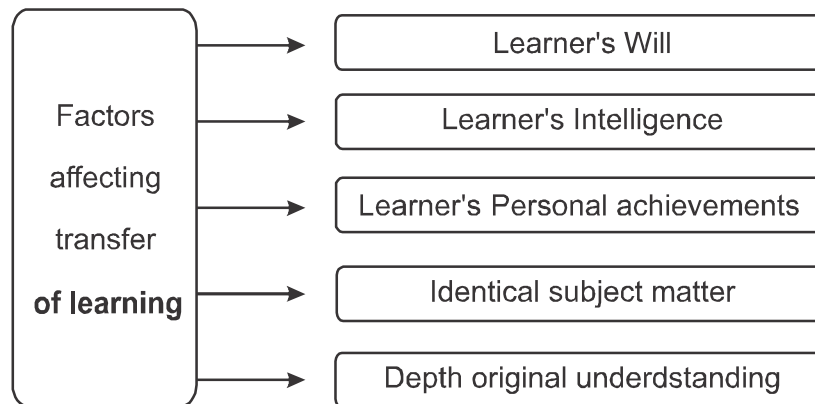 Factors
affecting
transfer
of learning
Learner's Will
Learner's Intelligence
Learner's Personal achievements
Identical subject matter
Depth original underdstanding